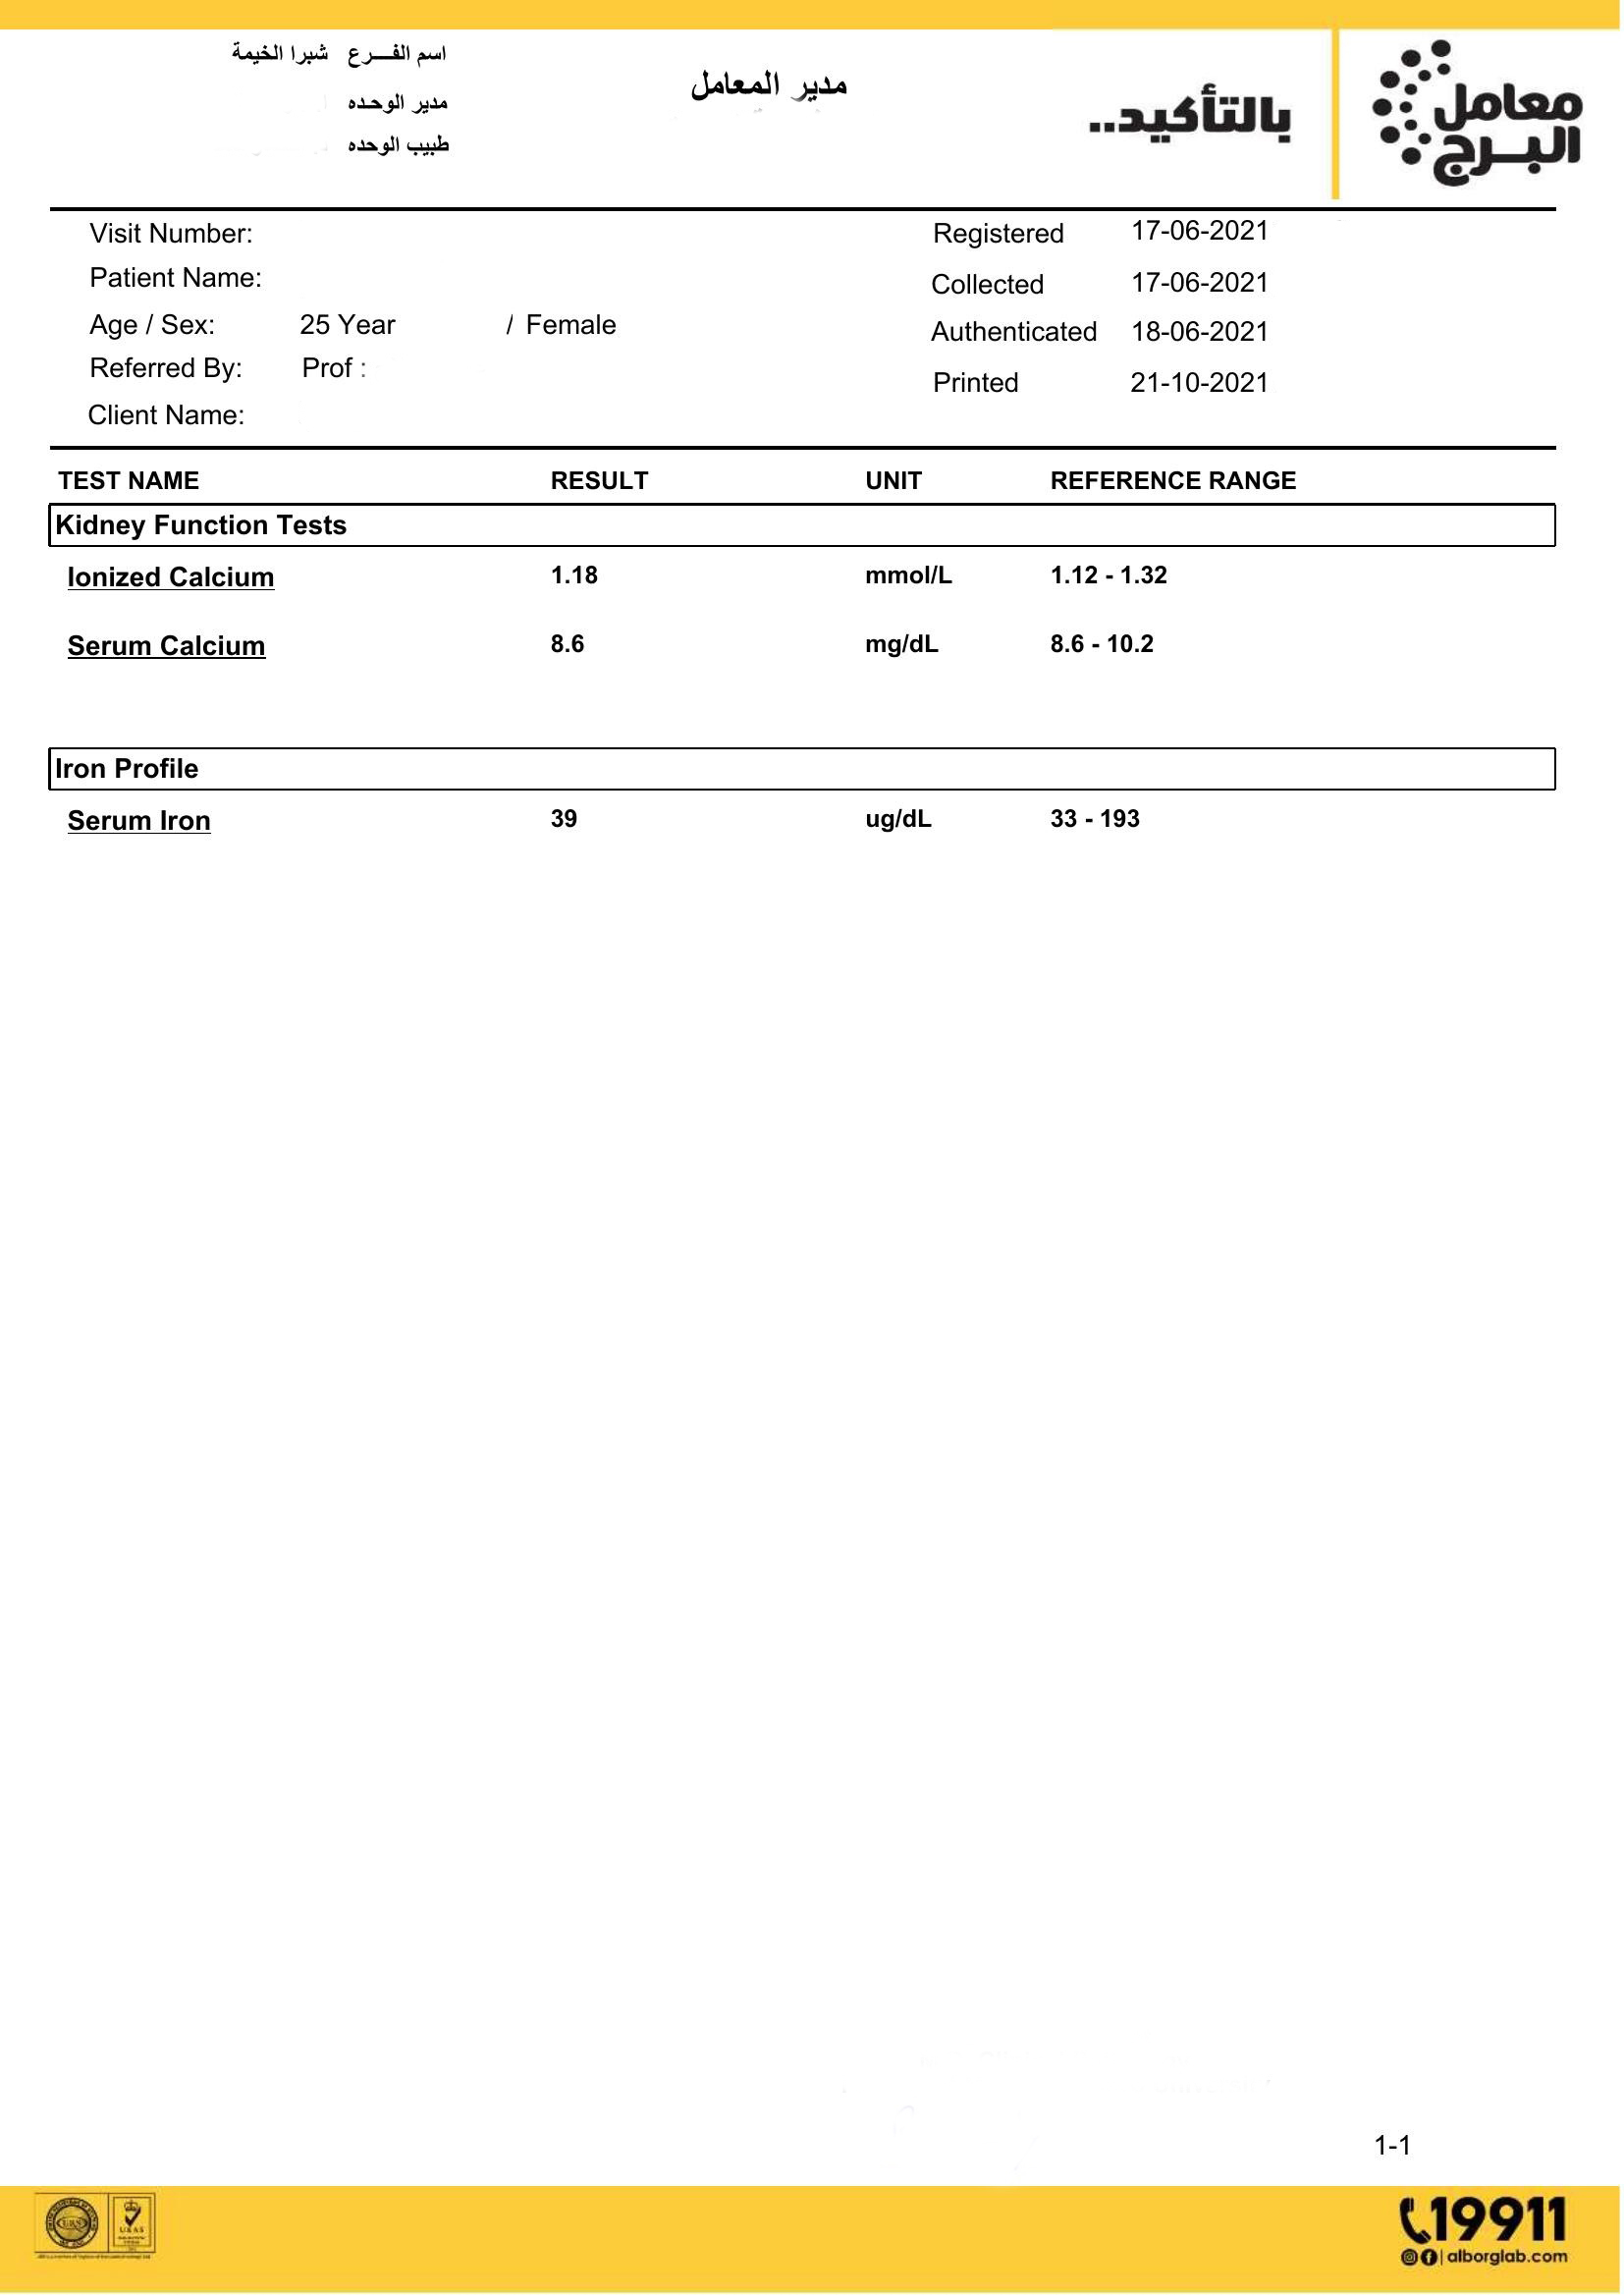 اسم الفـــرع شبرا الخيمة
مدير الوحده
طبيب الوحده
مدير المعامل
بالتأكيد..
معامل
البرج
Visit Number:
Patient Name:
Age / Sex: 25 Year / Female
Referred By: Prof :
Client Name:
Registered 17-06-2021
Collected 17-06-2021
Authenticated 18-06-2021
Printed 21-10-2021
TEST NAME RESULT UNIT REFERENCE RANGE
Kidney Function Tests
Ionized Calcium 1.18 mmol/L 1.12 - 1.32
Serum Calcium 8.6 mg/dL 8.6 - 10.2
Iron Profile
Serum Iron 39 ug/dL 33 - 193
1-1
URS
UKAS
19911
alborglab.com